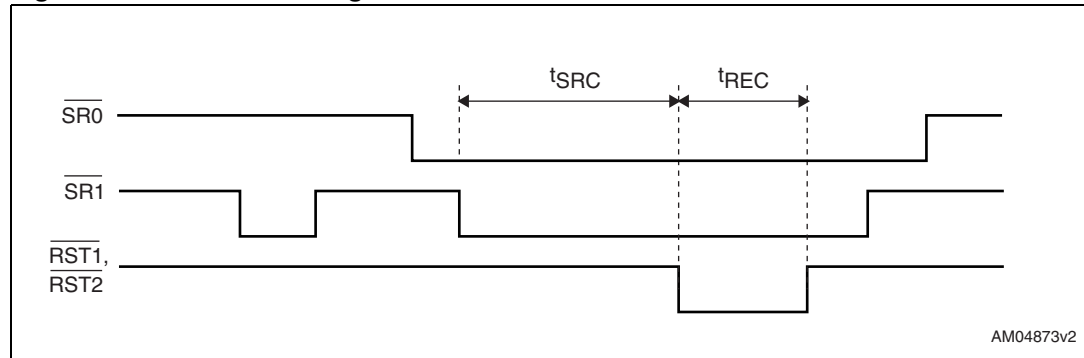 tSRC
tREC
SR0
SR1
RST1,
RST2
AM04873v2